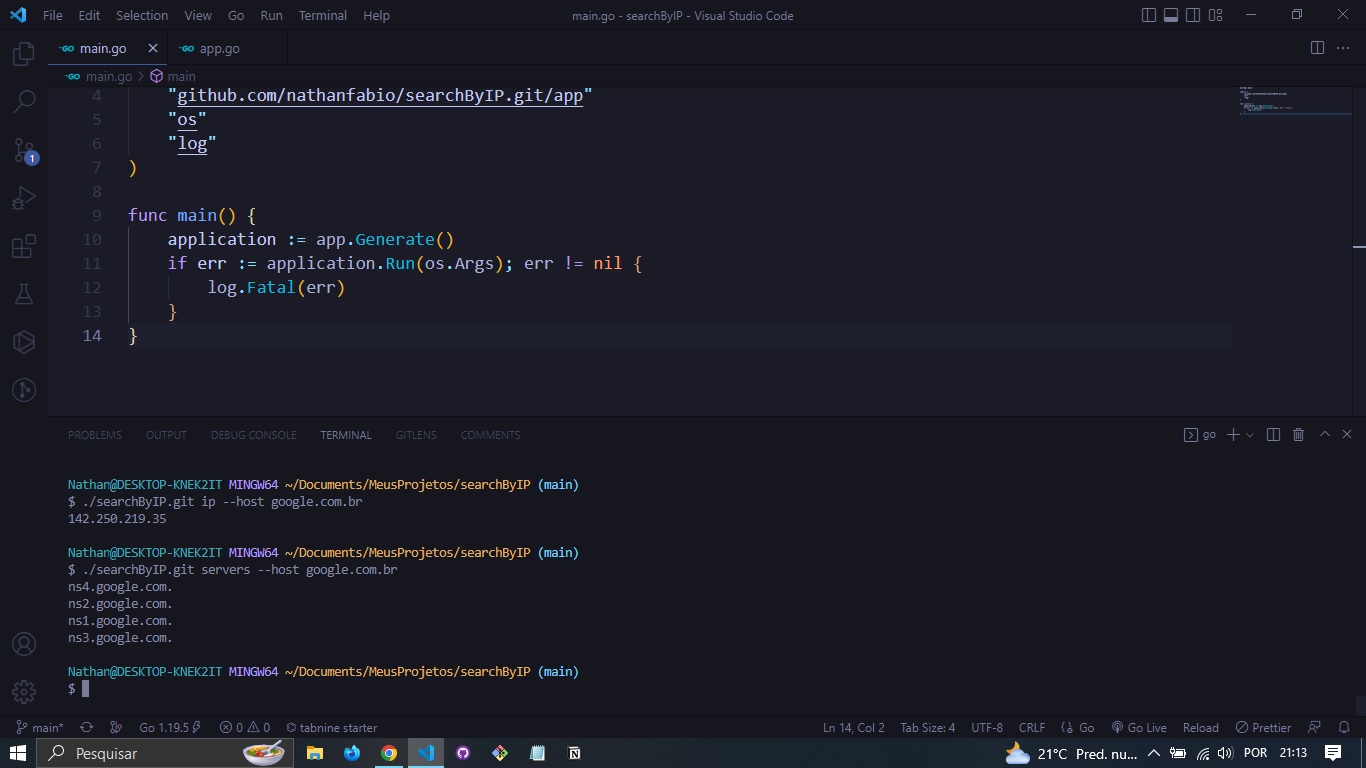 File Edit Selection View Go Run Terminal Help main.go - searchByIP - Visual Studio Code
main.go app.go
main.go > main
4 "github.com/nathanfabio/searchByIP.git/app"
5 "os"
6 "log"
7 )
8
9 func main() {
10 application := app.Generate()
11 if err := application.Run(os.Args); err != nil {
12 log.Fatal(err)
13 }
14 }
PROBLEMS OUTPUT DEBUG CONSOLE TERMINAL GITLENS COMMENTS go
Nathan@DESKTOP-KNEK2IT MINGW64 ~/Documents/MeusProjetos/searchByIP (main)
$ ./searchByIP.git ip --host google.com.br
142.250.219.35
Nathan@DESKTOP-KNEK2IT MINGW64 ~/Documents/MeusProjetos/searchByIP (main)
$ ./searchByIP.git servers --host google.com.br
ns4.google.com.
ns2.google.com.
ns1.google.com.
ns3.google.com.
Nathan@DESKTOP-KNEK2IT MINGW64 ~/Documents/MeusProjetos/searchByIP (main)
$
main* Go 1.19.5 0 0 tabnine starter Ln 14, Col 2 Tab Size: 4 UTF-8 CRLF {} Go Go Live Reload Prettier
Pesquisar 21°C Pred. nu... POR 21:13